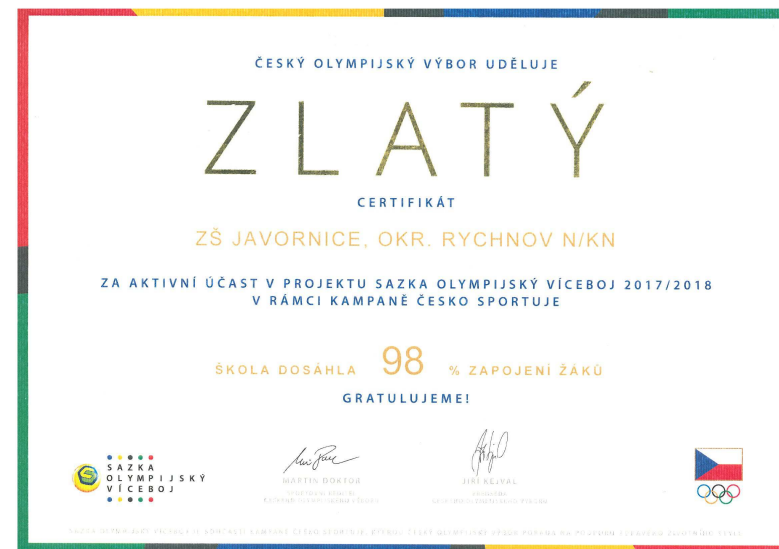 ČESKÝ OLYMPIJSKÝ VÝBOR UDĚLUJE
ZLATÝ
CERTIFIKÁT
ZŠ JAVORNICE, OKR. RYCHNOV N/KN
ZA AKTIVNÍ ÚČAST V PROJEKTU SAZKA OLYMPIJSKÝ VÍCEBOJ 2017/2018
V RÁMCI KAMPANĚ ČESKO SPORTUJE
ŠKOLA DOSÁHLA 98 % ZAPOJENÍ ŽÁKŮ
GRATULUJEME!
SAZKA
OLYMPIJSKÝ
VÍCEBOJ
MARTIN DOKTOR
JIŘÍ KEJVAL